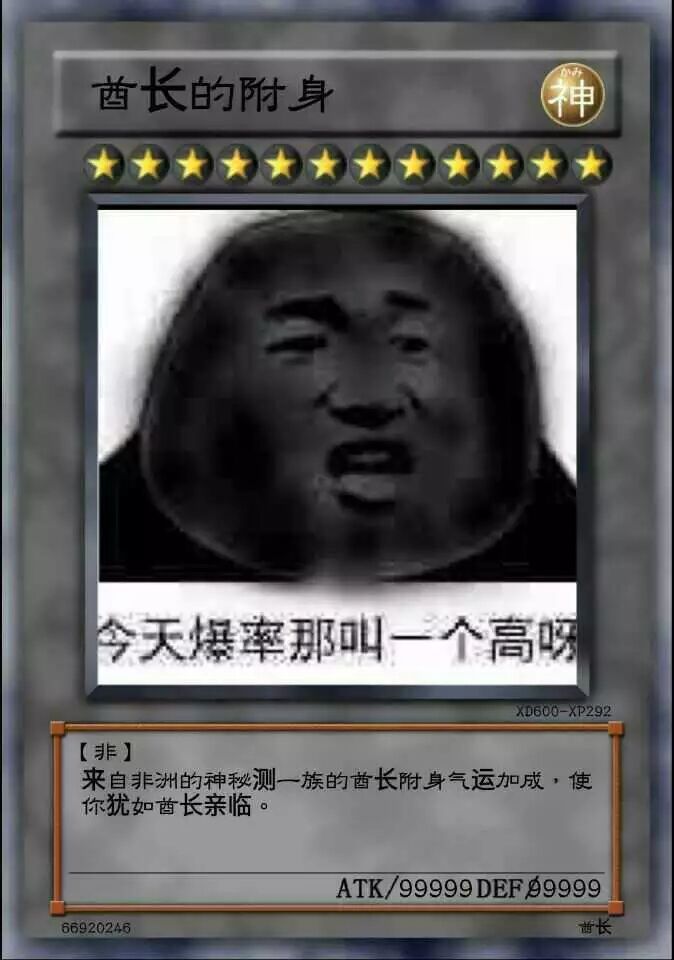 酋长的附身
かみ
神
今天爆率那叫一个高呀
XD600-XP292
【非】
来自非洲的神秘测一族的酋长附身气运加成，使
你犹如酋长亲临。
ATK/99999 DEF/99999
66920246
酋长